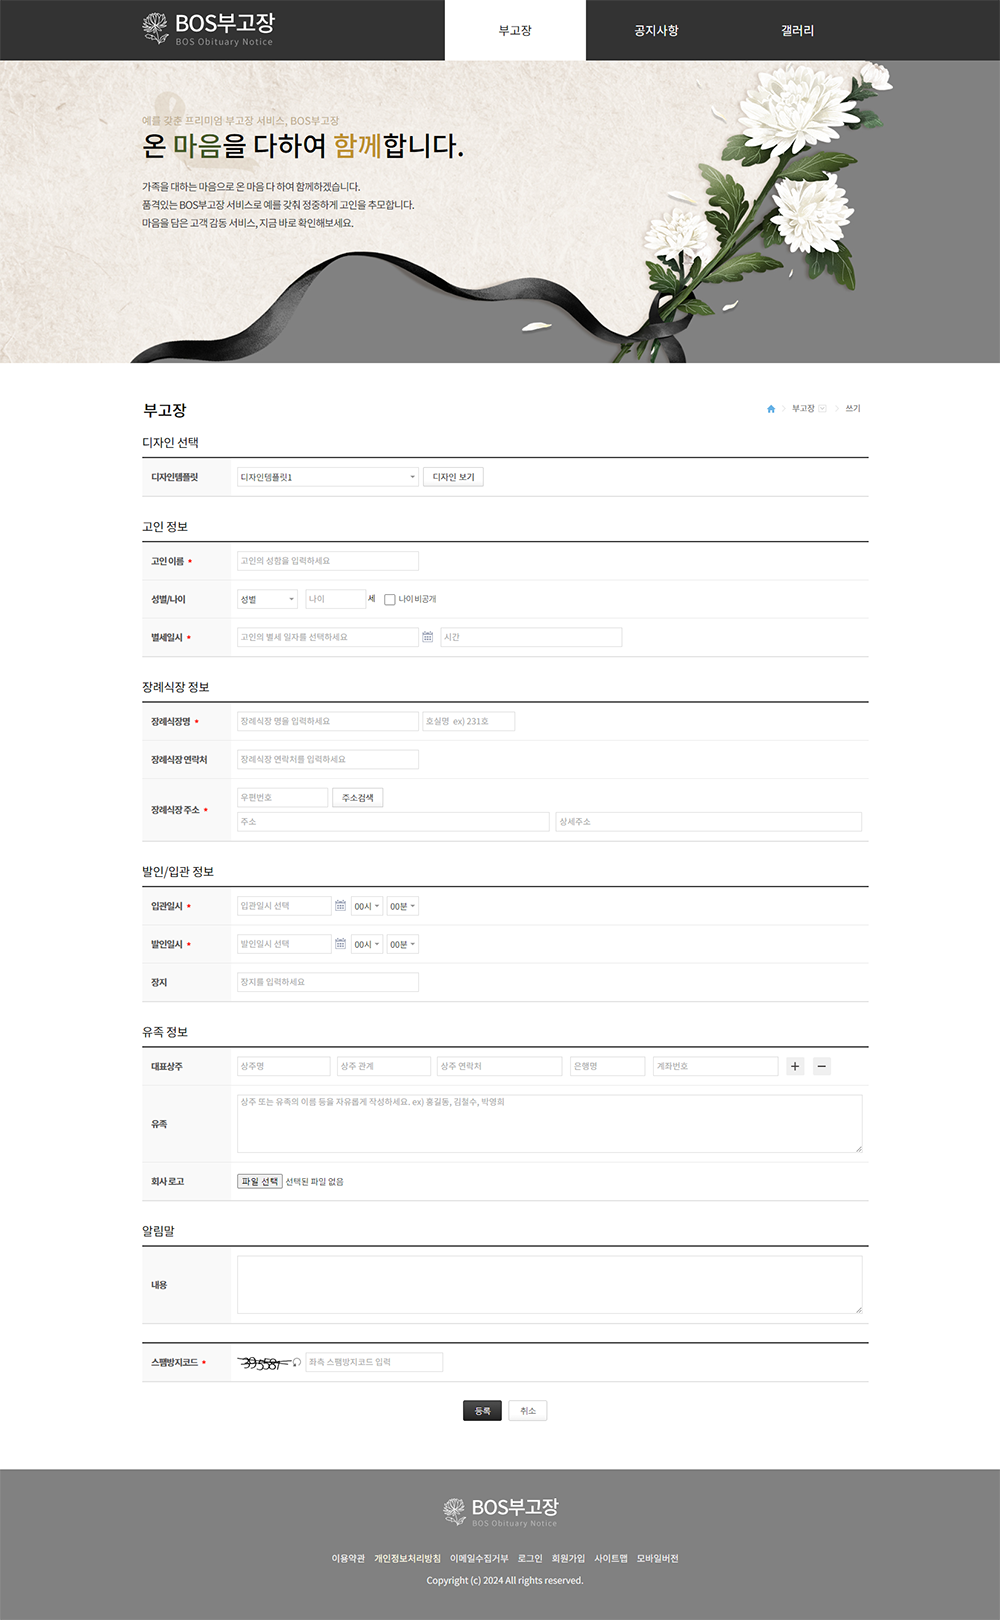 BOS부고장
BOS Obituary Notice
부고장 공지사항 갤러리
예를 갖춘 프리미엄 부고장 서비스, BOS부고장
온 마음을 다하여 함께합니다.
가족을 대하는 마음으로 온 마음 다 하여 함께하겠습니다.
품격있는 BOS부고장 서비스로 예를 갖춰 정중하게 고인을 추모합니다.
마음을 담은 고객 감동 서비스, 지금 바로 확인해보세요.
부고장
부고장 쓰기
디자인 선택
디자인템플릿 디자인템플릿1 디자인 보기
고인 정보
고인 이름 * 고인의 성함을 입력하세요
성별/나이 성별 나이 세 나이 비공개
별세일시 * 고인의 별세 일자를 선택하세요 시간
장례식장 정보
장례식장명 * 장례식장 명을 입력하세요 호실명 ex) 231호
장례식장 연락처 장례식장 연락처를 입력하세요
장례식장 주소 * 우편번호 주소검색
주소 상세주소
발인/입관 정보
입관일시 * 입관일시 선택 00시 00분
발인일시 * 발인일시 선택 00시 00분
장지 장지를 입력하세요
유족 정보
대표상주 상주명 상주 관계 상주 연락처 은행명 계좌번호 + −
유족 상주 또는 유족의 이름 등을 자유롭게 작성하세요. ex) 홍길동, 김철수, 박영희
회사 로고 파일 선택 선택된 파일 없음
알림말
내용
스팸방지코드 * 395587 좌측 스팸방지코드 입력
등록 취소
BOS부고장
BOS Obituary Notice
이용약관 개인정보처리방침 이메일수집거부 로그인 회원가입 사이트맵 모바일버전
Copyright (c) 2024 All rights reserved.